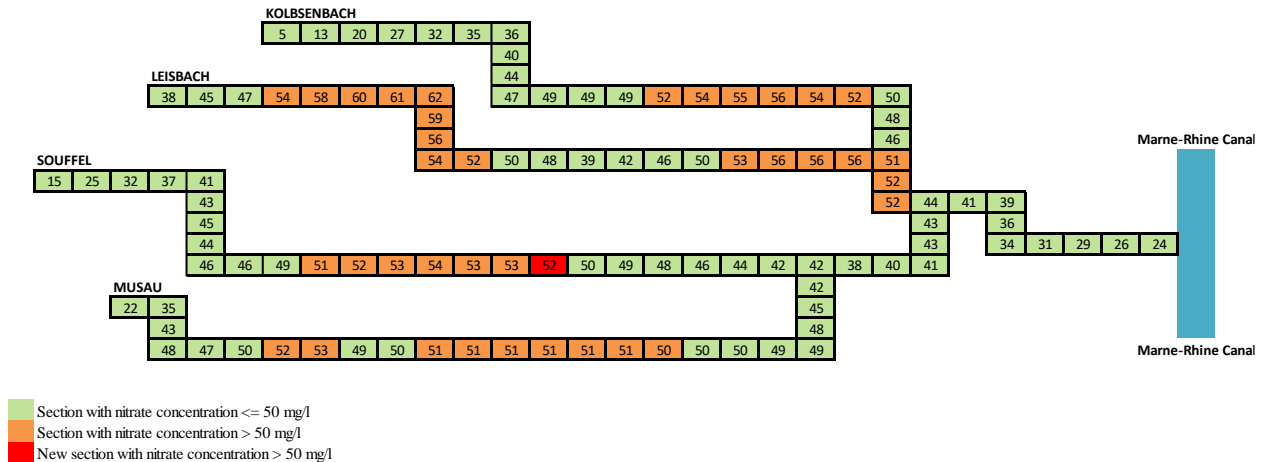 KOLBSENBACH
5 13 20 27 32 35 36
40
LEISBACH 44
38 45 47 54 58 60 61 62 47 49 49 49 52 54 55 56 54 52 50
59 48
56 46 Marne-Rhine Canal
SOUFFEL 54 52 50 48 39 42 46 50 53 56 56 56 51
15 25 32 37 41 52
43 52 44 41 39
45 43 36
44 43 34 31 29 26 24
46 46 49 51 52 53 54 53 53 52 50 49 48 46 44 42 42 38 40 41
MUSAU 42
22 35 45
43 48
48 47 50 52 53 49 50 51 51 51 51 51 51 50 50 50 49 49 Marne-Rhine Canal
Section with nitrate concentration <= 50 mg/l
Section with nitrate concentration > 50 mg/l
New section with nitrate concentration > 50 mg/l